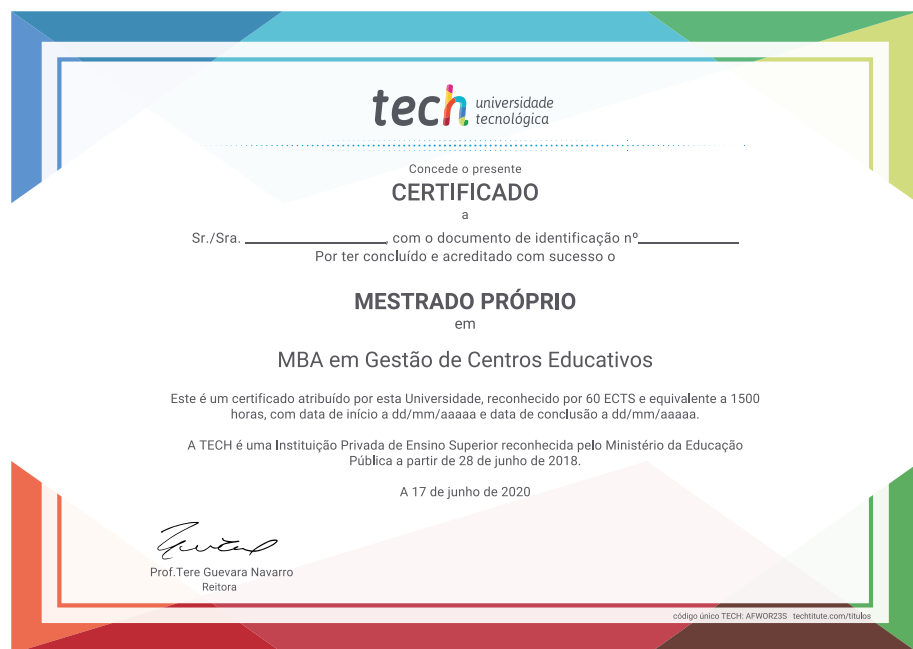 tech universidade
tecnológica
Concede o presente
CERTIFICADO
a
Sr./Sra. ____________________, com o documento de identificação nº______________
Por ter concluído e acreditado com sucesso o
MESTRADO PRÓPRIO
em
MBA em Gestão de Centros Educativos
Este é um certificado atribuído por esta Universidade, reconhecido por 60 ECTS e equivalente a 1500
horas, com data de início a dd/mm/aaaaa e data de conclusão a dd/mm/aaaaa.
A TECH é uma Instituição Privada de Ensino Superior reconhecida pelo Ministério da Educação
Pública a partir de 28 de junho de 2018.
A 17 de junho de 2020
Prof.Tere Guevara Navarro
Reitora
código único TECH: AFWOR23S techtitute.com/titulos